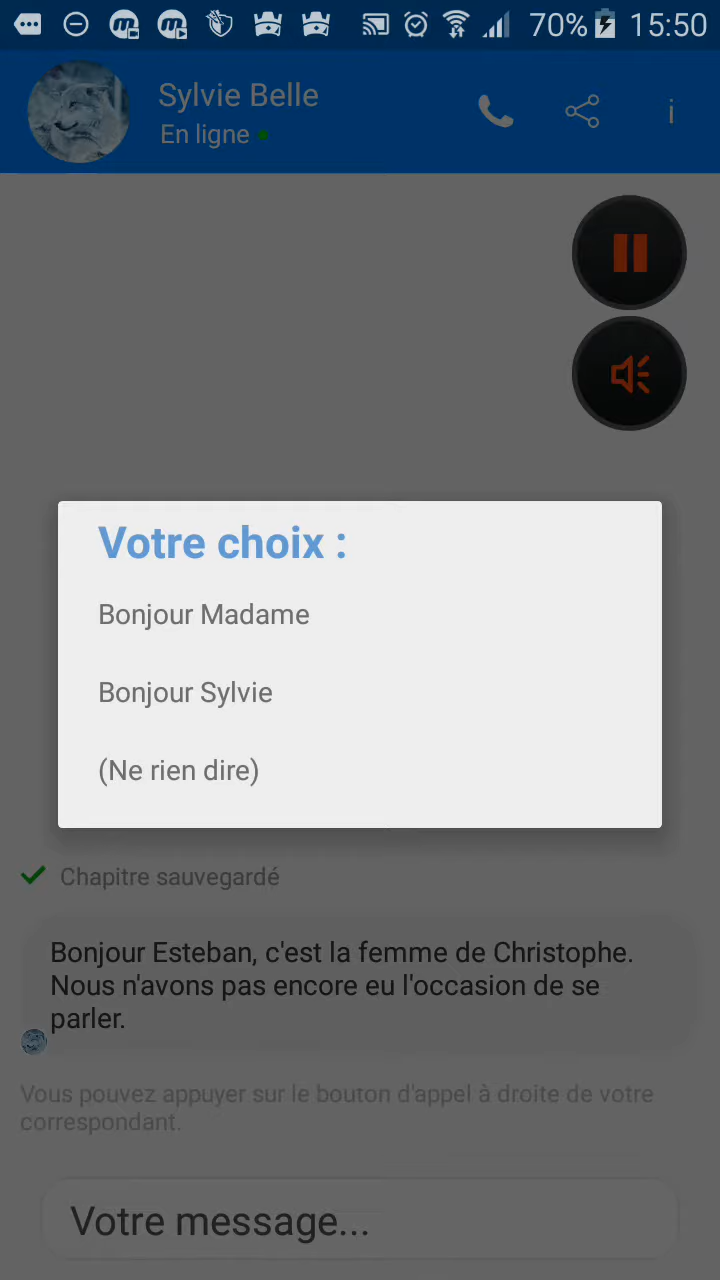 70% 15:50
Sylvie Belle
En ligne
i
Votre choix :
Bonjour Madame
Bonjour Sylvie
(Ne rien dire)
Chapitre sauvegardé
Bonjour Esteban, c'est la femme de Christophe.
Nous n'avons pas encore eu l'occasion de se
parler.
Vous pouvez appuyer sur le bouton d'appel à droite de votre
correspondant.
Votre message...